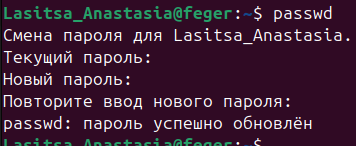 Lasitsa_Anastasia@feger:~$ passwd
Смена пароля для Lasitsa_Anastasia.
Текущий пароль:
Новый пароль:
Повторите ввод нового пароля:
passwd: пароль успешно обновлён
Lasitsa_Anastasia@feger:~$